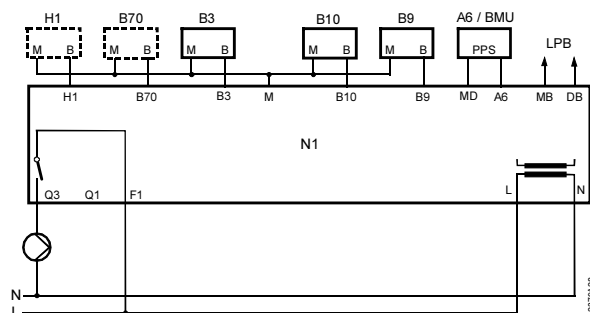 H1 B70 B3 B10 B9 A6 / BMU
LPB
M B M B M B M B M B PPS
H1 B70 B3 M B10 B9 MD A6 MB DB
N1
Q3 Q1 F1 L N
N
L